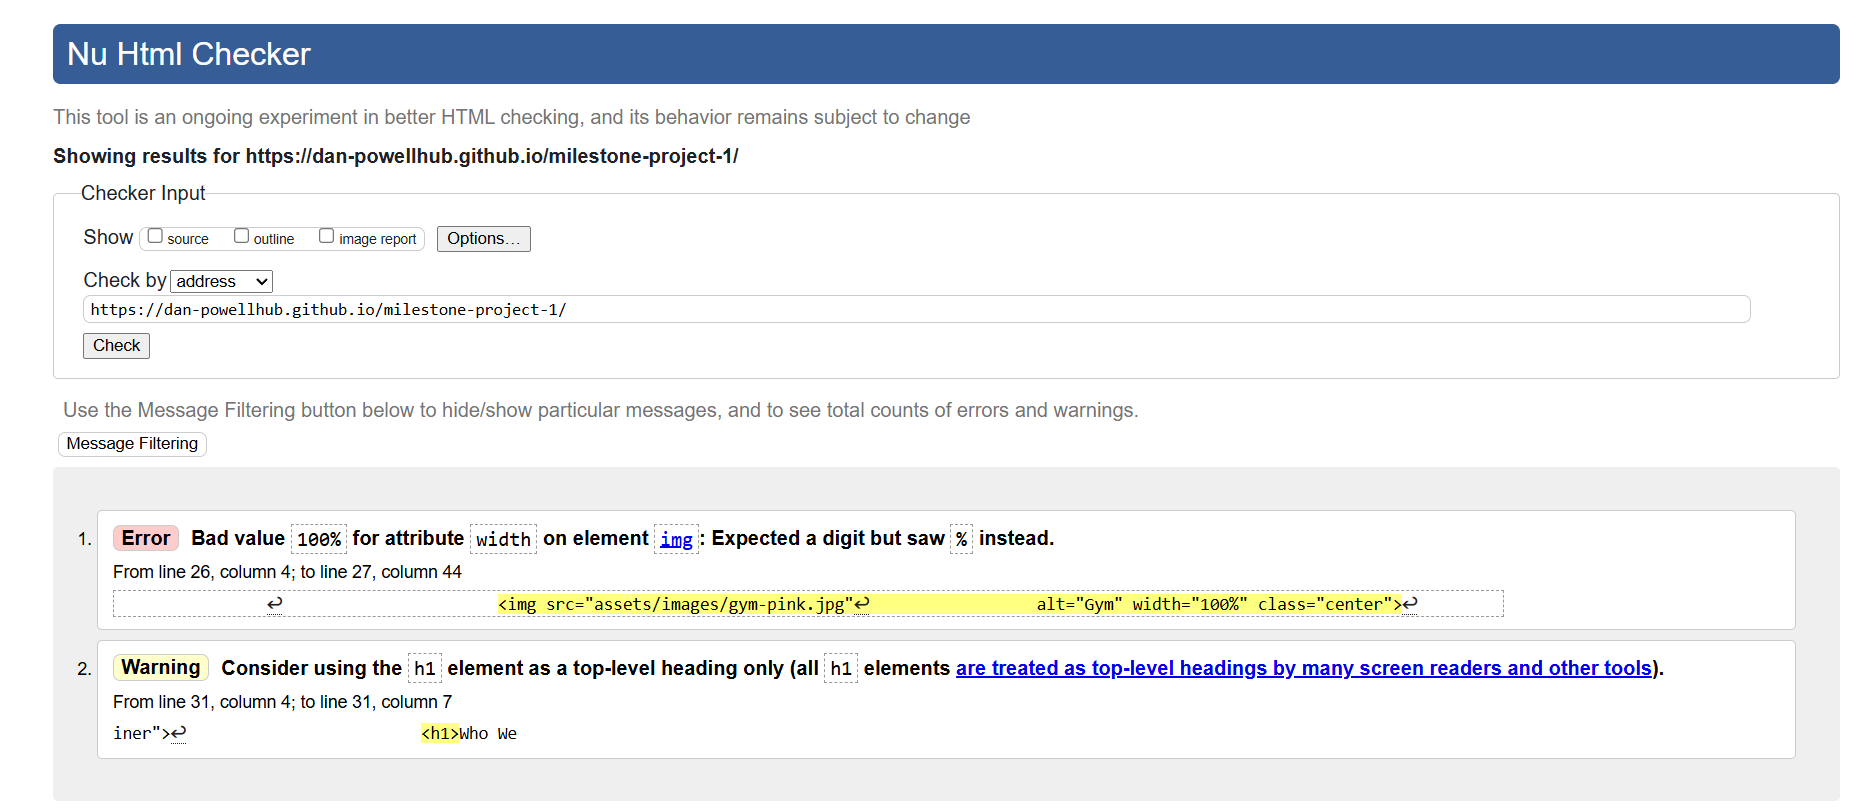 Nu Html Checker
This tool is an ongoing experiment in better HTML checking, and its behavior remains subject to change
Showing results for https://dan-powellhub.github.io/milestone-project-1/
Checker Input
Show source outline image report Options...
Check by address
https://dan-powellhub.github.io/milestone-project-1/
Check
Use the Message Filtering button below to hide/show particular messages, and to see total counts of errors and warnings.
Message Filtering
1. Error Bad value 100% for attribute width on element img: Expected a digit but saw % instead.
From line 26, column 4; to line 27, column 44
↩ <img src="assets/images/gym-pink.jpg"↩ alt="Gym" width="100%" class="center">↩
2. Warning Consider using the h1 element as a top-level heading only (all h1 elements are treated as top-level headings by many screen readers and other tools).
From line 31, column 4; to line 31, column 7
iner">↩ <h1>Who We